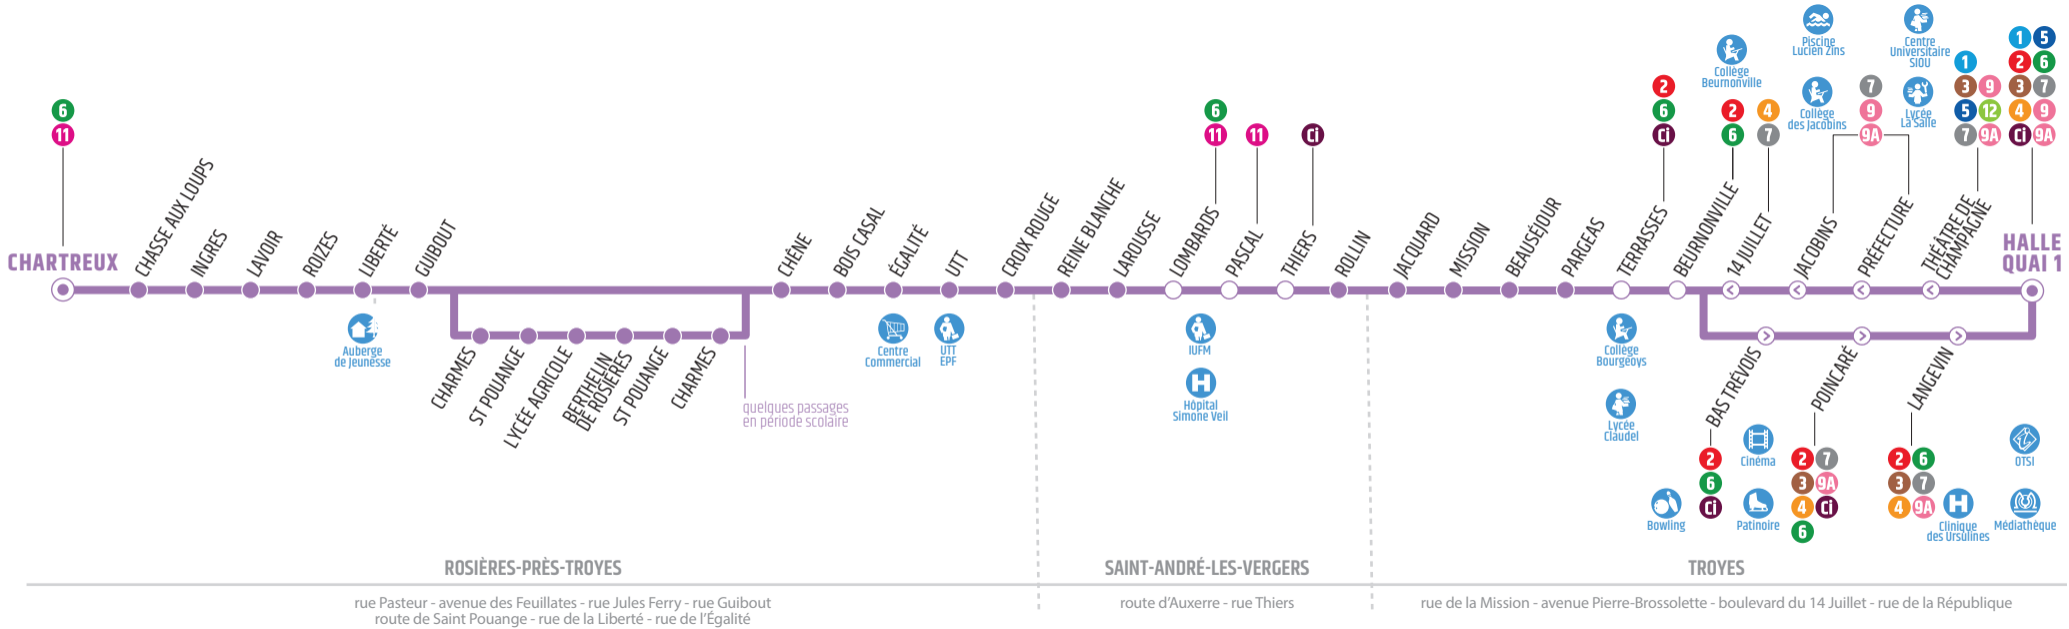 6
11
CHARTREUX
CHASSE AUX LOUPS
INGRES
LAVOIR
ROIZES
LIBERTÉ
GUIBOUT
Auberge
de Jeunesse
CHARMES
ST POUANGE
LYCÉE AGRICOLE
BERTHELIN
DE ROSIERES
ST POUANGE
CHARMES
quelques passages
en période scolaire
CHÊNE
BOIS CASAL
ÉGALITÉ
UTT
CROIX ROUGE
Centre
Commercial
UTT
EPF
REINE BLANCHE
LAROUSSE
6
11
LOMBARDS
11
PASCAL
Ci
THIERS
ROLLIN
IUFM
H
Hôpital
Simone Veil
JACQUARD
MISSION
BEAUSÉJOUR
PARGEAS
2
6
Ci
TERRASSES
Collège
Bourgeoys
Lycée
Claudel
Collège
Beurnonville
2
6
BEURNONVILLE
4
7
14 JUILLET
Piscine
Lucien Zins
Collège
des Jacobins
7
9
9A
JACOBINS
PRÉFECTURE
Centre
Universitaire
SIOU
Lycée
La Salle
1
3 9
5 12
7 9A
THÉÂTRE DE
CHAMPAGNE
1 5
2 6
3 7
4 9
Ci 9A
HALLE
QUAI 1
BAS TRÉVOIS
2
6
Ci
Bowling
Cinéma
Patinoire
POINCARÉ
2 7
3 9A
4 Ci
6
LANGEVIN
2 6
3 7
4 9A
H
Clinique
des Ursulines
OTSI
Médiathèque
ROSIÈRES-PRÈS-TROYES
rue Pasteur - avenue des Feuillates - rue Jules Ferry - rue Guibout
route de Saint Pouange - rue de la Liberté - rue de l'Égalité
SAINT-ANDRÉ-LES-VERGERS
route d'Auxerre - rue Thiers
TROYES
rue de la Mission - avenue Pierre-Brossolette - boulevard du 14 Juillet - rue de la République